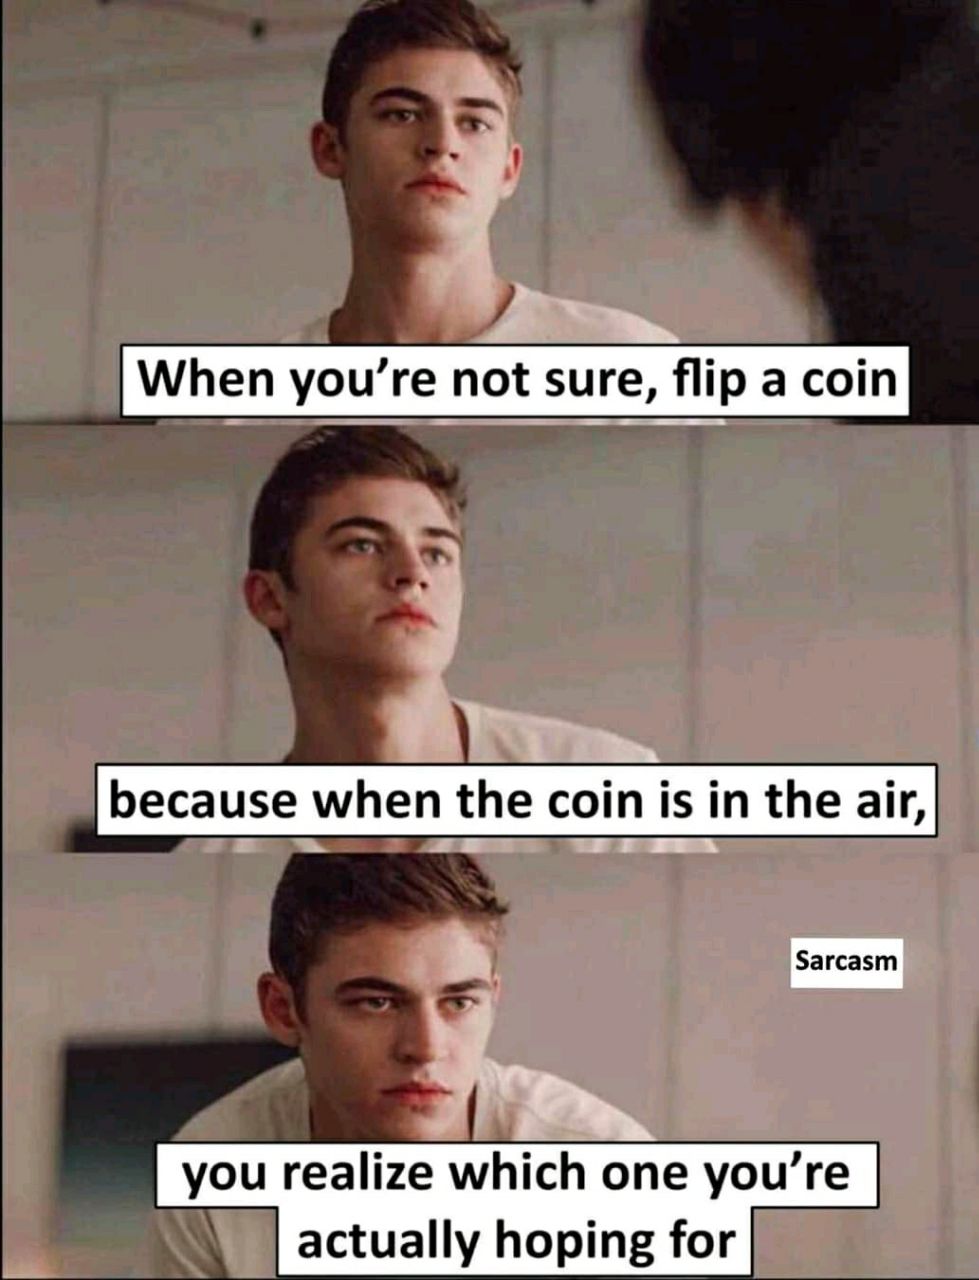 When you’re not sure, flip a coin
because when the coin is in the air,
Sarcasm
you realize which one you’re
actually hoping for